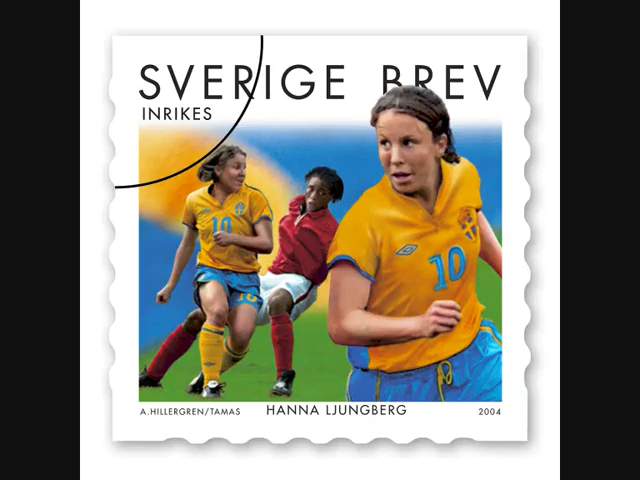 SVERIGE BREV
INRIKES
10
10
10
A.HILLERGREN/TAMAS HANNA LJUNGBERG 2004